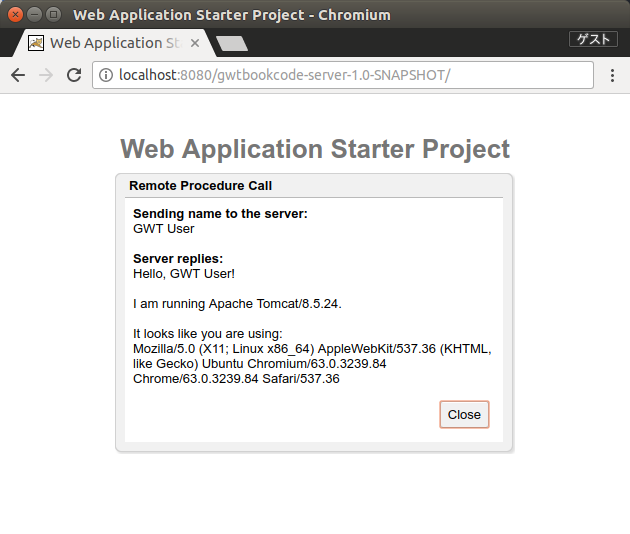 Web Application Starter Project - Chromium
Web Application St
ゲスト
localhost:8080/gwtbookcode-server-1.0-SNAPSHOT/
Web Application Starter Project
Remote Procedure Call
Sending name to the server:
GWT User
Server replies:
Hello, GWT User!
I am running Apache Tomcat/8.5.24.
It looks like you are using:
Mozilla/5.0 (X11; Linux x86_64) AppleWebKit/537.36 (KHTML,
like Gecko) Ubuntu Chromium/63.0.3239.84
Chrome/63.0.3239.84 Safari/537.36
Close